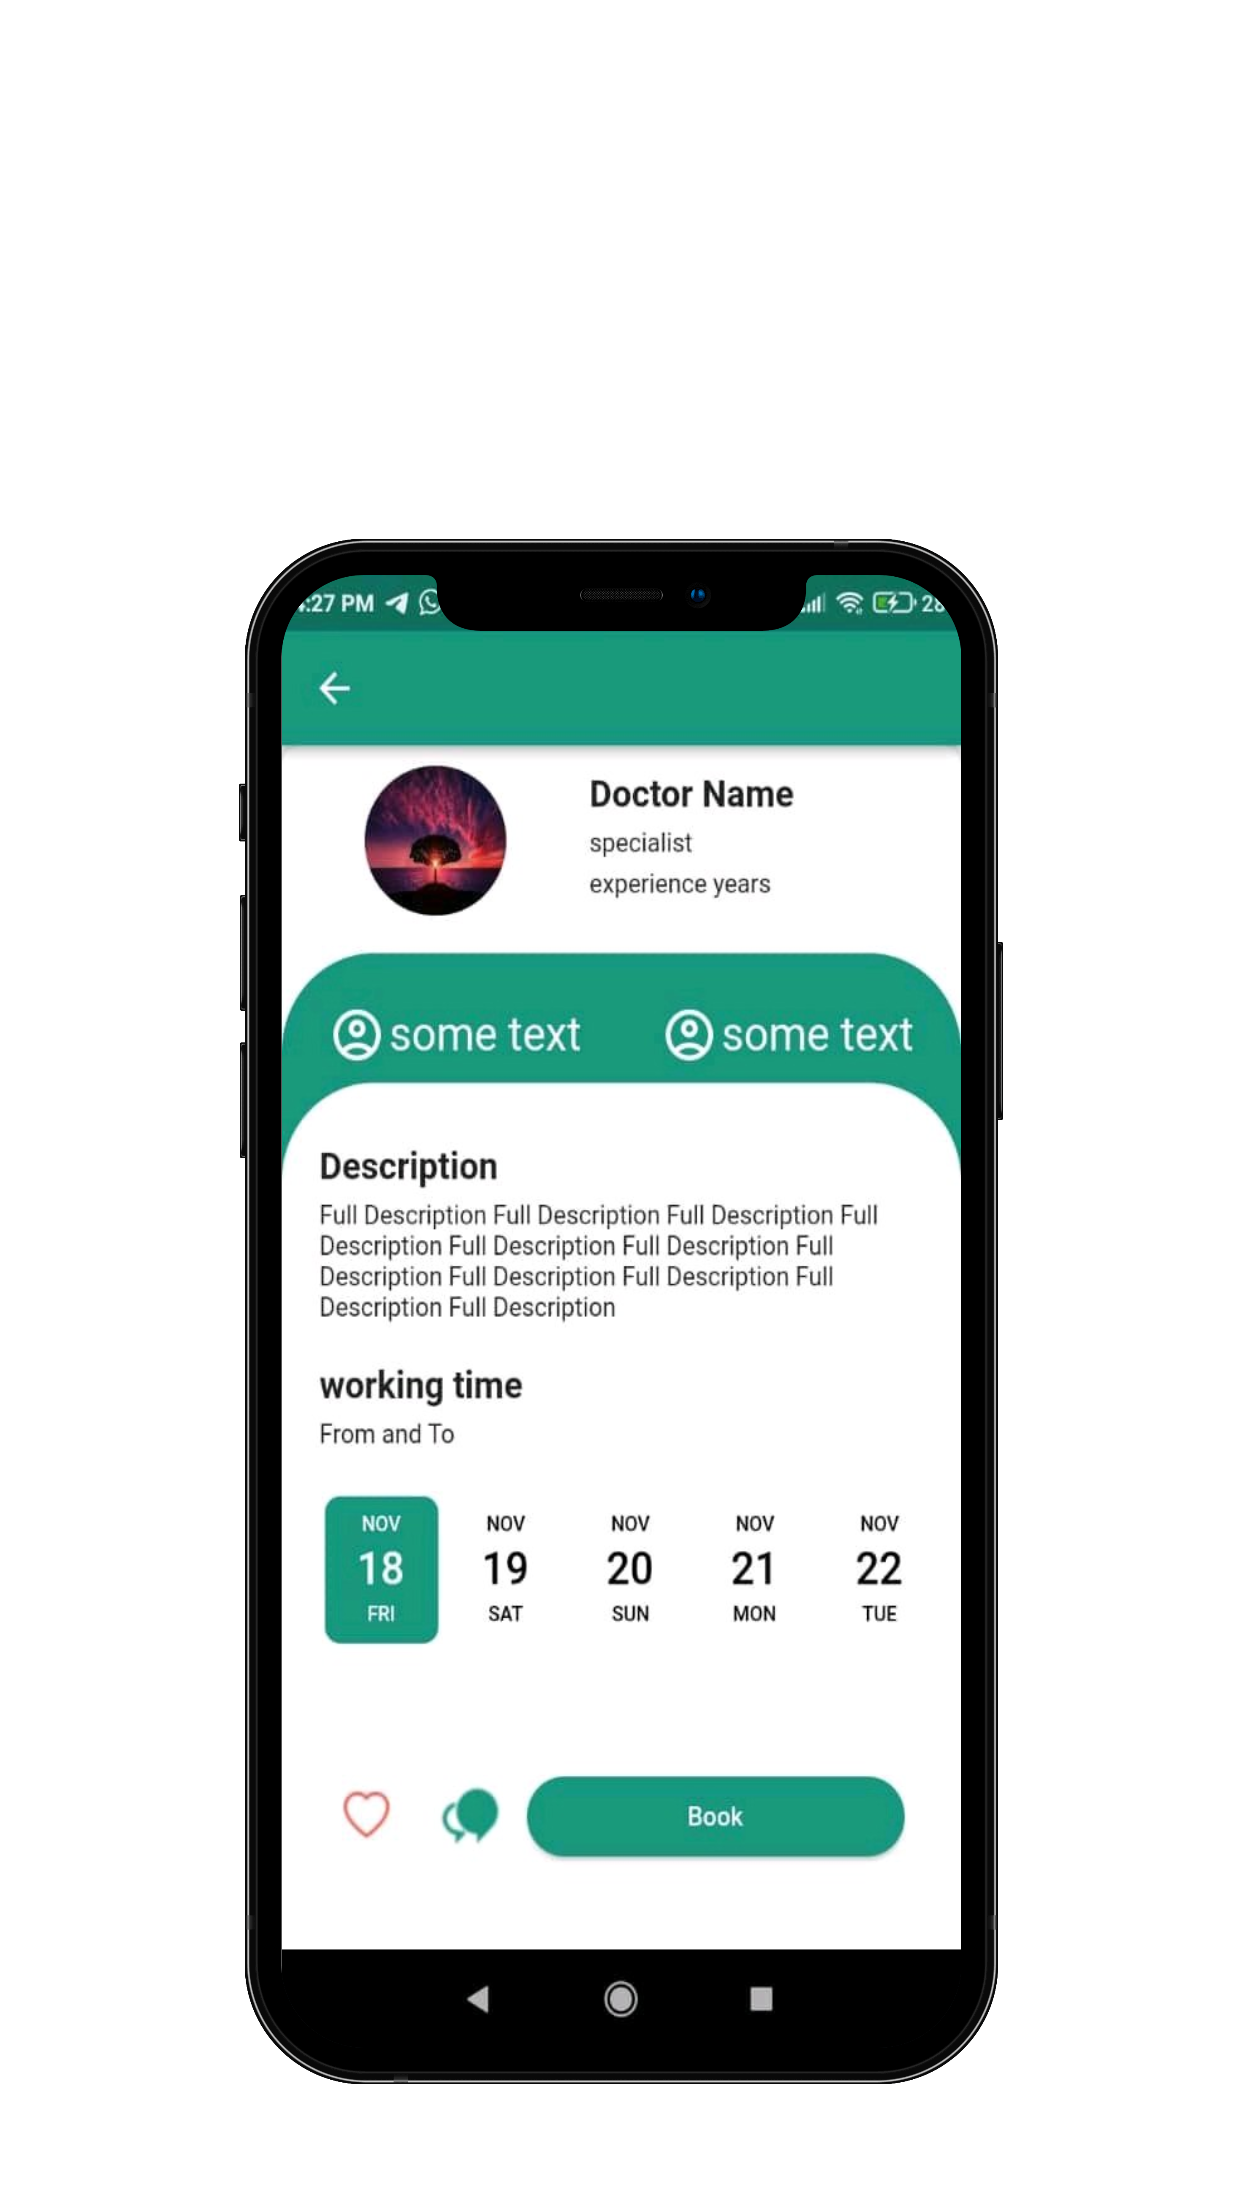 :27 PM
28
Doctor Name
specialist
experience years
some text some text
Description
Full Description Full Description Full Description Full
Description Full Description Full Description Full
Description Full Description Full Description Full
Description Full Description
working time
From and To
NOV NOV NOV NOV NOV
18 19 20 21 22
FRI SAT SUN MON TUE
Book